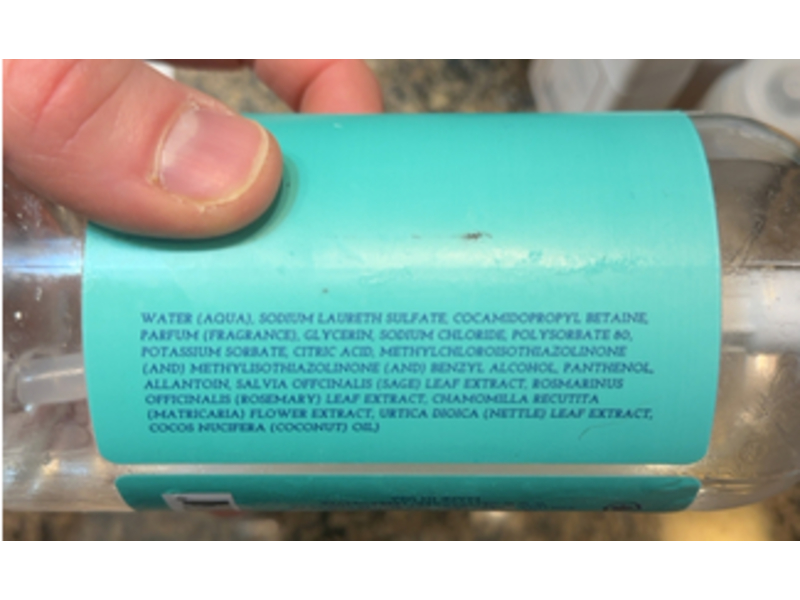 WATER (AQUA), SODIUM LAURETH SULFATE, COCAMIDOPROPYL BETAINE,
PARFUM (FRAGRANCE), GLYCERIN, SODIUM CHLORIDE, POLYSORBATE 80,
POTASSIUM SORBATE, CITRIC ACID, METHYLCHLOROISOTHIAZOLINONE
(AND) METHYLISOTHIAZOLINONE (AND) BENZYL ALCOHOL, PANTHENOL,
ALLANTOIN, SALVIA OFFCINALIS (SAGE) LEAF EXTRACT, ROSMARINUS
OFFICINALIS (ROSEMARY) LEAF EXTRACT, CHAMOMILLA RECUTITA
(MATRICARIA) FLOWER EXTRACT, URTICA DIOICA (NETTLE) LEAF EXTRACT,
COCOS NUCIFERA (COCONUT) OIL)